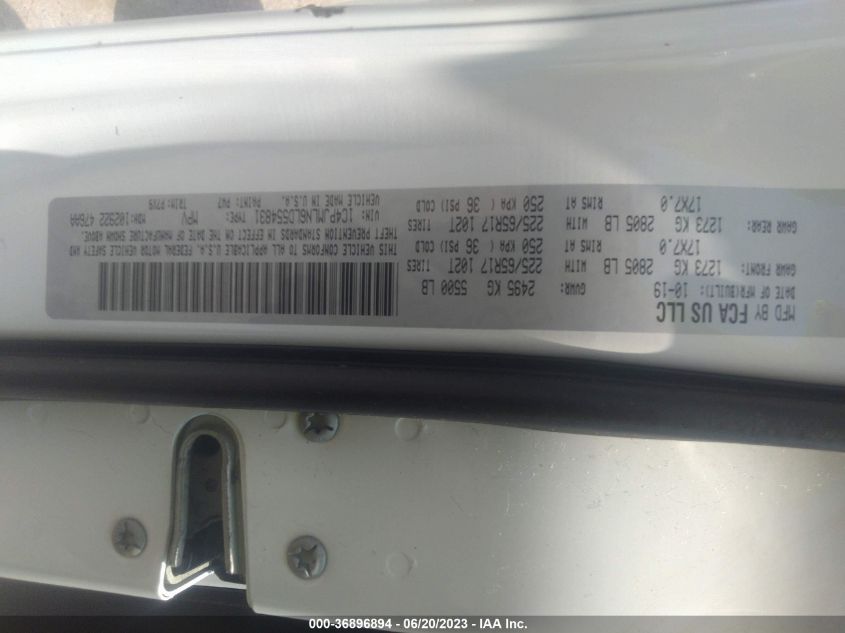 MFD BY FCA US LLC
DATE OF MFR(BUILT): 10-19 GVWR: 2495 KG 5500 LB
GAWR FRONT: 1273 KG 2805 LB WITH 225/65R17 102T TIRES
17X7.0 RIMS AT 250 KPA ( 36 PSI) COLD
GAWR REAR: 1273 KG 2805 LB WITH 225/65R17 102T TIRES
17X7.0 RIMS AT 250 KPA ( 36 PSI) COLD
THIS VEHICLE CONFORMS TO ALL APPLICABLE U.S.A. FEDERAL MOTOR VEHICLE SAFETY AND
THEFT PREVENTION STANDARDS IN EFFECT ON THE DATE OF MANUFACTURE SHOWN ABOVE.
VIN: 1C4PJMLN6LD554831 TYPE: MPV MDH: 102922 476AA
VEHICLE MADE IN U.S.A. PAINT: PW7 TRIM:
000-36896894 / 06/20/2023 - IAA Inc.